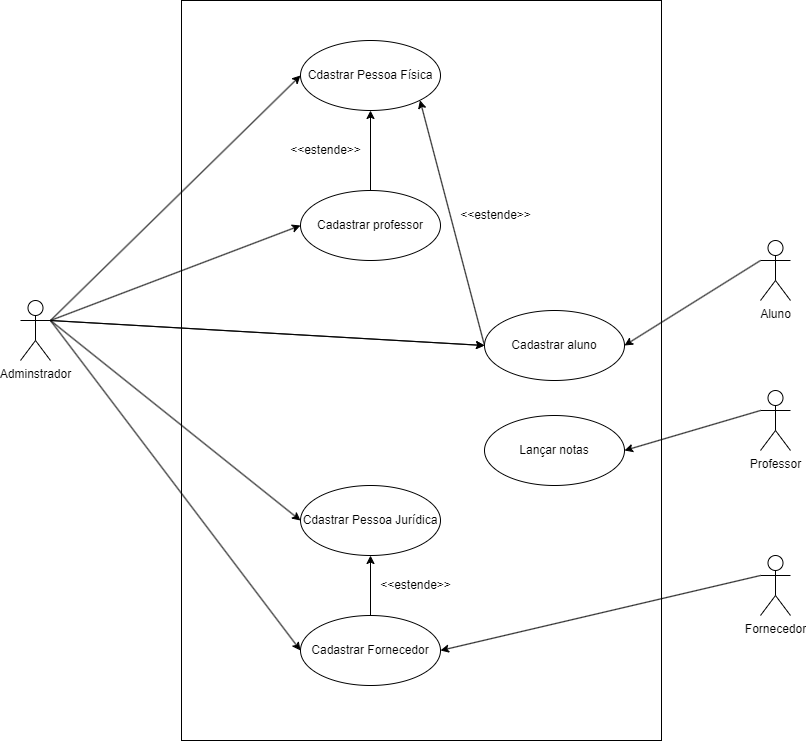 Cdastrar Pessoa Física
<<estende>>
Cadastrar professor
<<estende>>
Aluno
Cadastrar aluno
Adminstrador
Lançar notas
Professor
Cdastrar Pessoa Jurídica
<<estende>>
Fornecedor
Cadastrar Fornecedor